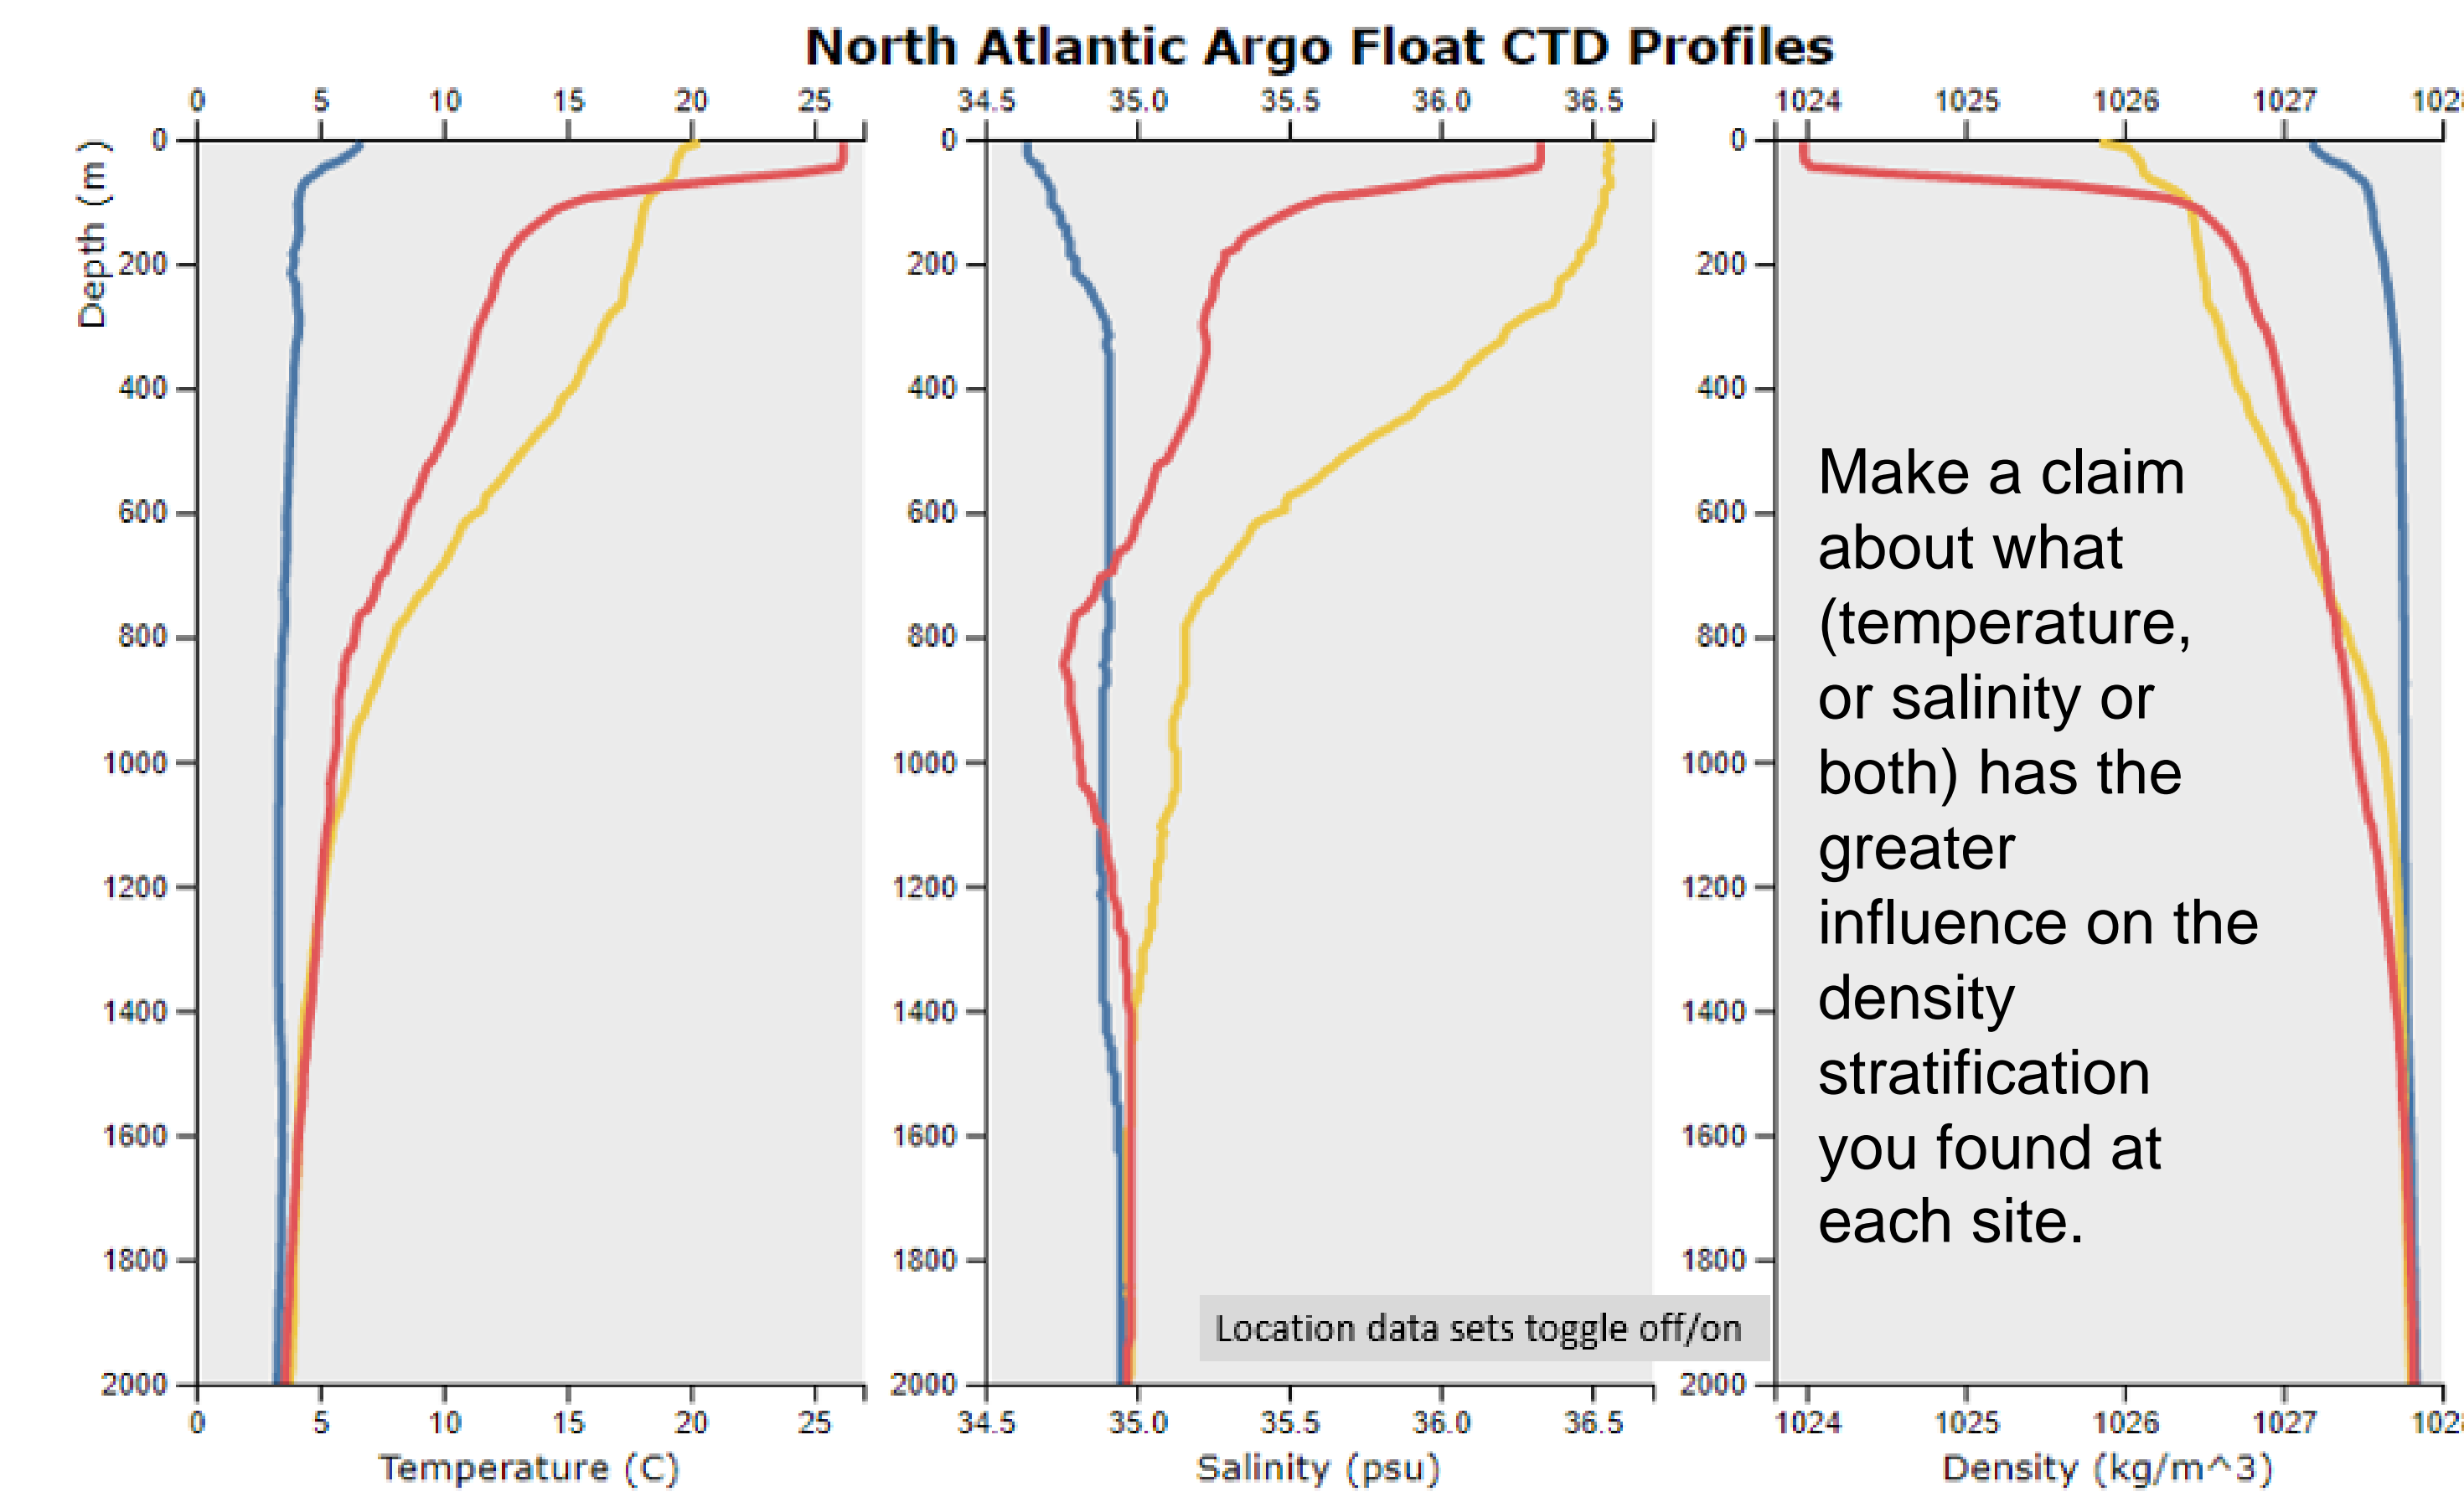 North Atlantic Argo Float CTD Profiles
0 5 10 15 20 25
34.5 35.0 35.5 36.0 36.5
1024 1025 1026 1027
Depth (m)
0
200
400
600
800
1000
1200
1400
1600
1800
2000
0 5 10 15 20 25
Temperature (C)
0
200
400
600
800
1000
1200
1400
1600
1800
2000
34.5 35.0 35.5 36.0 36.5
Salinity (psu)
Location data sets toggle off/on
0
200
400
600
800
1000
1200
1400
1600
1800
2000
1024 1025 1026 1027
Density (kg/m^3)
Make a claim
about what
(temperature,
or salinity or
both) has the
greater
influence on the
density
stratification
you found at
each site.